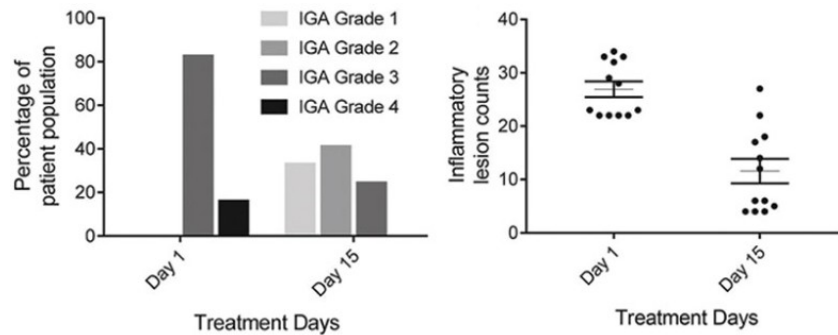 Percentage of
patient population
100
80
60
40
20
0
IGA Grade 1
IGA Grade 2
IGA Grade 3
IGA Grade 4
Day 1
Day 15
Treatment Days
Inflammatory
lesion counts
40
30
20
10
0
Day 1
Day 15
Treatment Days